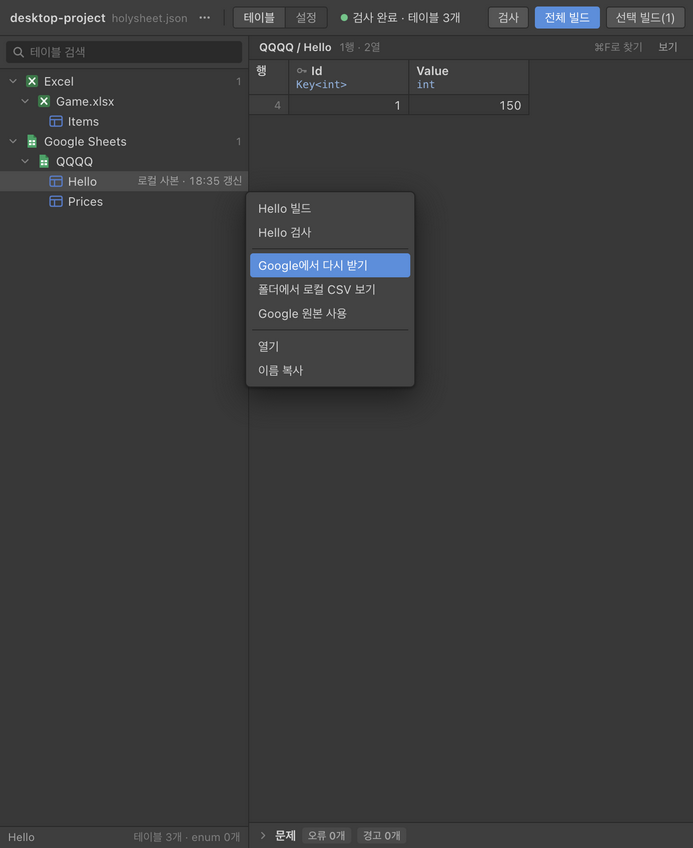 desktop-project holysheet.json ··· 테이블 설정 검사 완료 · 테이블 3개 검사 전체 빌드 선택 빌드(1)
테이블 검색
QQQQ / Hello 1행 · 2열 ⌘F로 찾기 보기
Excel 1
Game.xlsx
Items
Google Sheets 1
QQQQ
Hello 로컬 사본 · 18:35 갱신
Prices
행 Id Value
Key<int> int
4 1 150
Hello 빌드
Hello 검사
Google에서 다시 받기
폴더에서 로컬 CSV 보기
Google 원본 사용
열기
이름 복사
Hello 테이블 3개 · enum 0개
문제 오류 0개 경고 0개